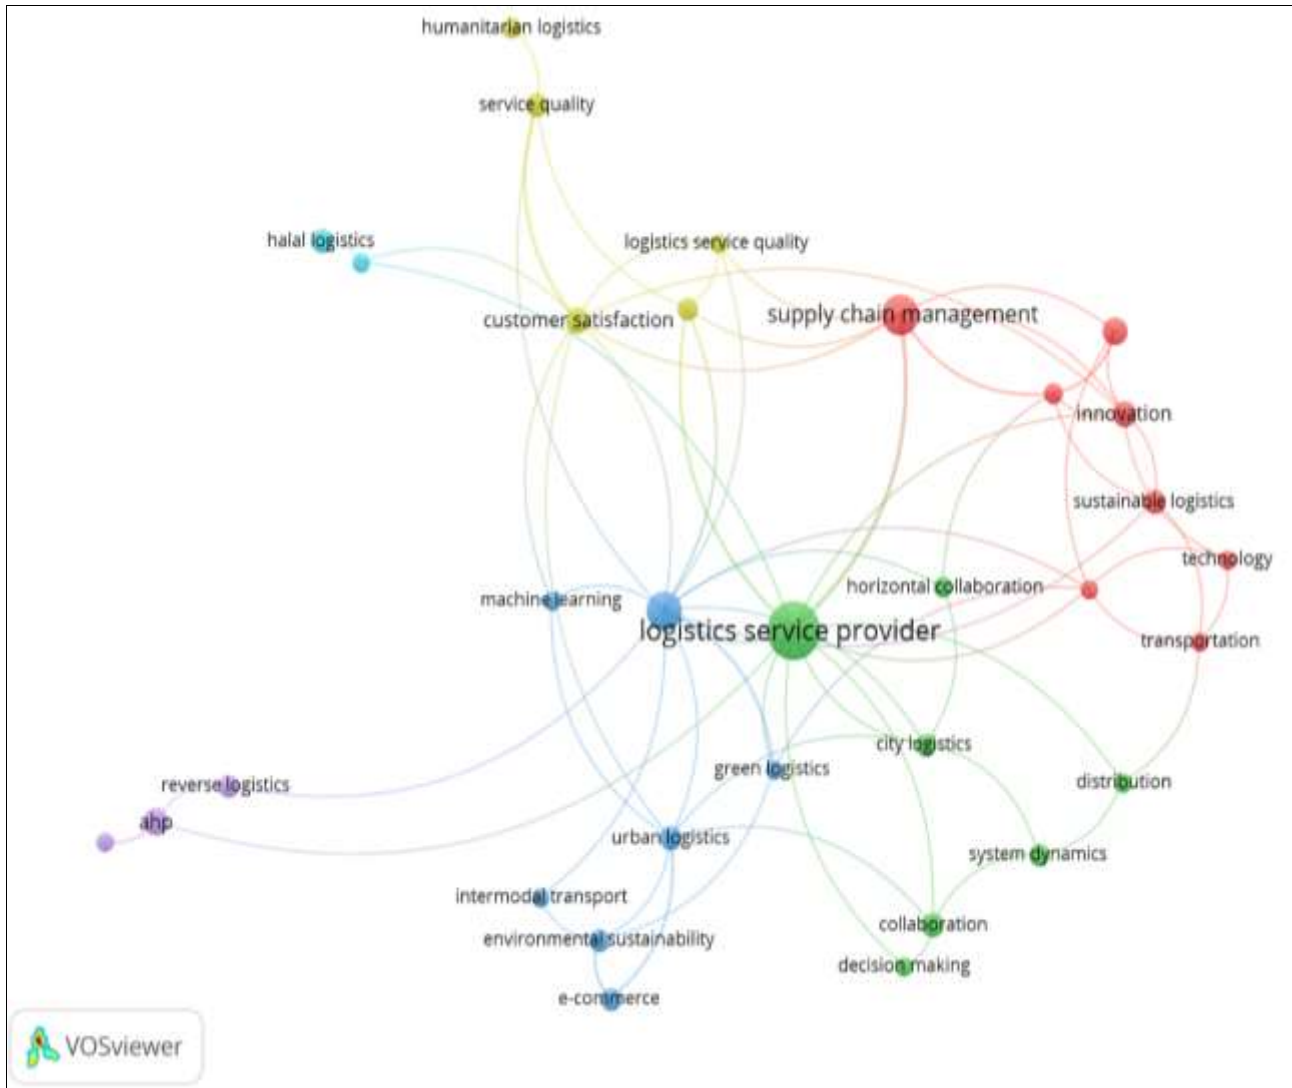 humanitarian logistics
service quality
halal logistics
logistics service quality
customer satisfaction
supply chain management
innovation
sustainable logistics
technology
horizontal collaboration
machine learning
logistics service provider
transportation
city logistics
green logistics
distribution
reverse logistics
ahp
urban logistics
system dynamics
intermodal transport
collaboration
environmental sustainability
decision making
e-commerce
VOSviewer